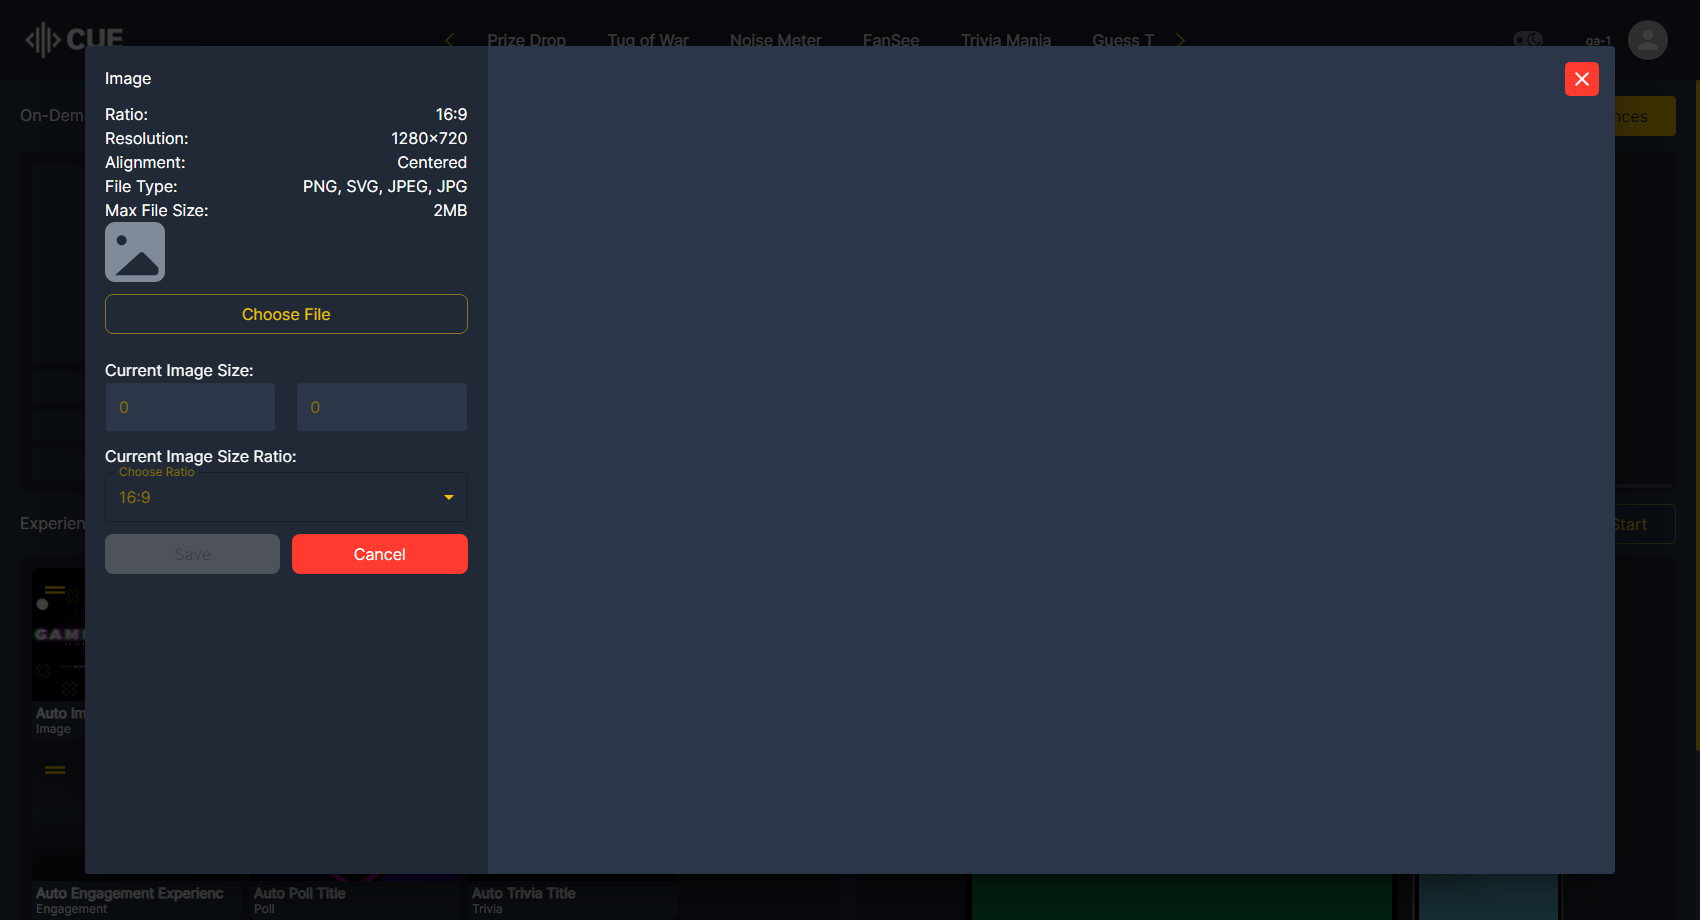 CUE
Prize Drop
Tug of War
Noise Meter
FanSee
Trivia Mania
Guess T
qa-1
On-Dem
nces
Image
Ratio: 16:9
Resolution: 1280×720
Alignment: Centered
File Type: PNG, SVG, JPEG, JPG
Max File Size: 2MB
Choose File
Current Image Size:
0 0
Current Image Size Ratio:
Choose Ratio
16:9
Save Cancel
Experien
Start
GAM
Auto Im
Image
Auto Engagement Experienc
Engagement
Auto Poll Title
Poll
Auto Trivia Title
Trivia